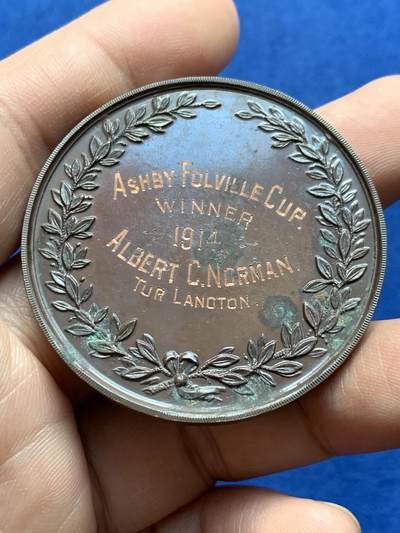 ASHBY FOLVILLE CUP.
WINNER
1914
ALBERT C. NORMAN.
TUR LANGTON.